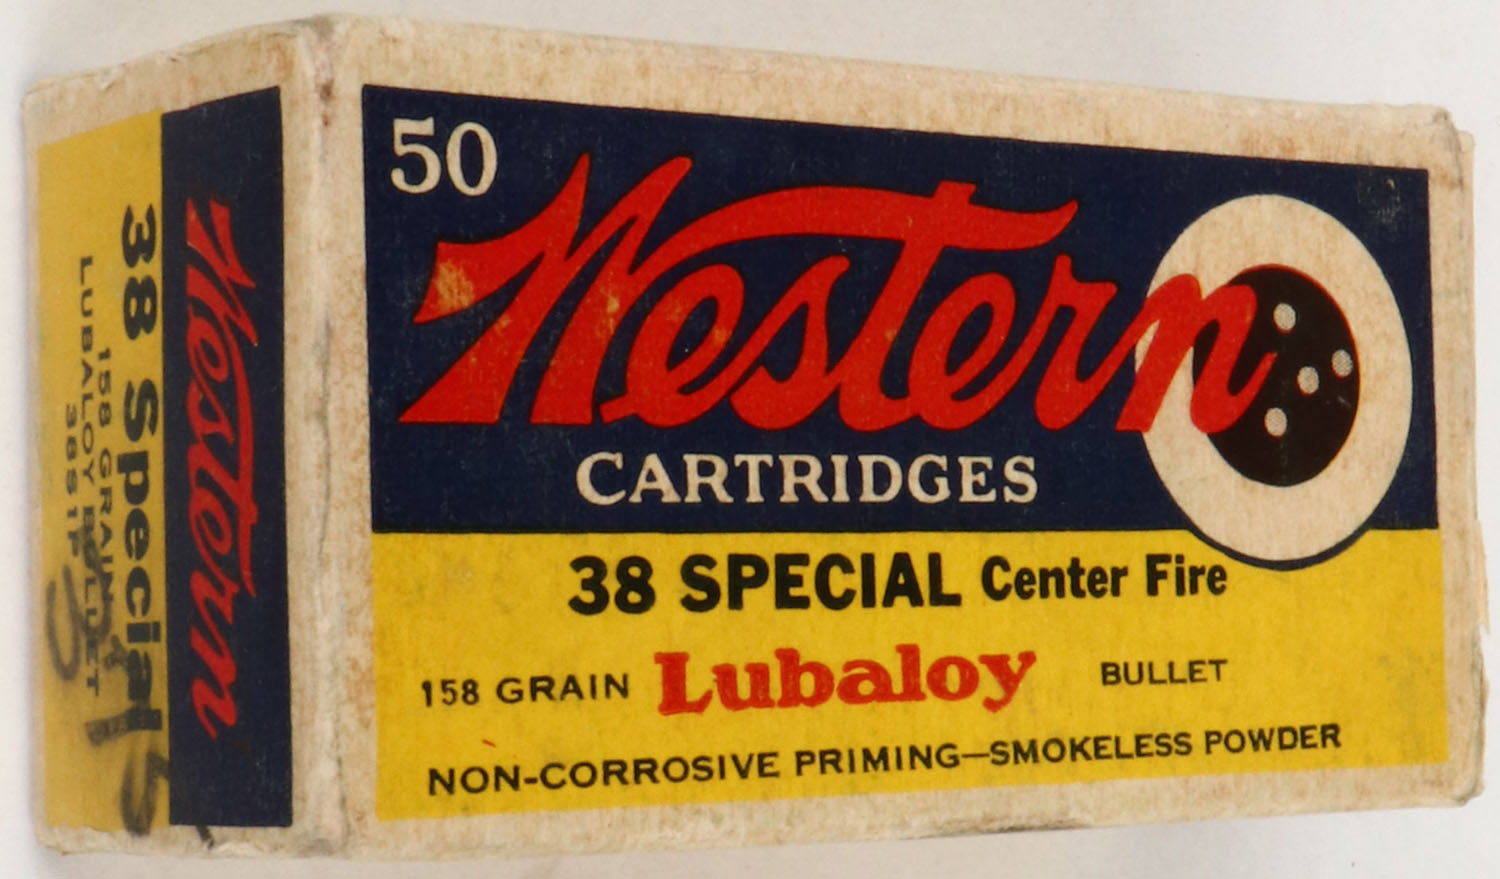 50
Western
CARTRIDGES
38 SPECIAL Center Fire
158 GRAIN Lubaloy BULLET
NON-CORROSIVE PRIMING—SMOKELESS POWDER
Western
38 Special
158 GRAIN
LUBALOY BULLET
38S1P